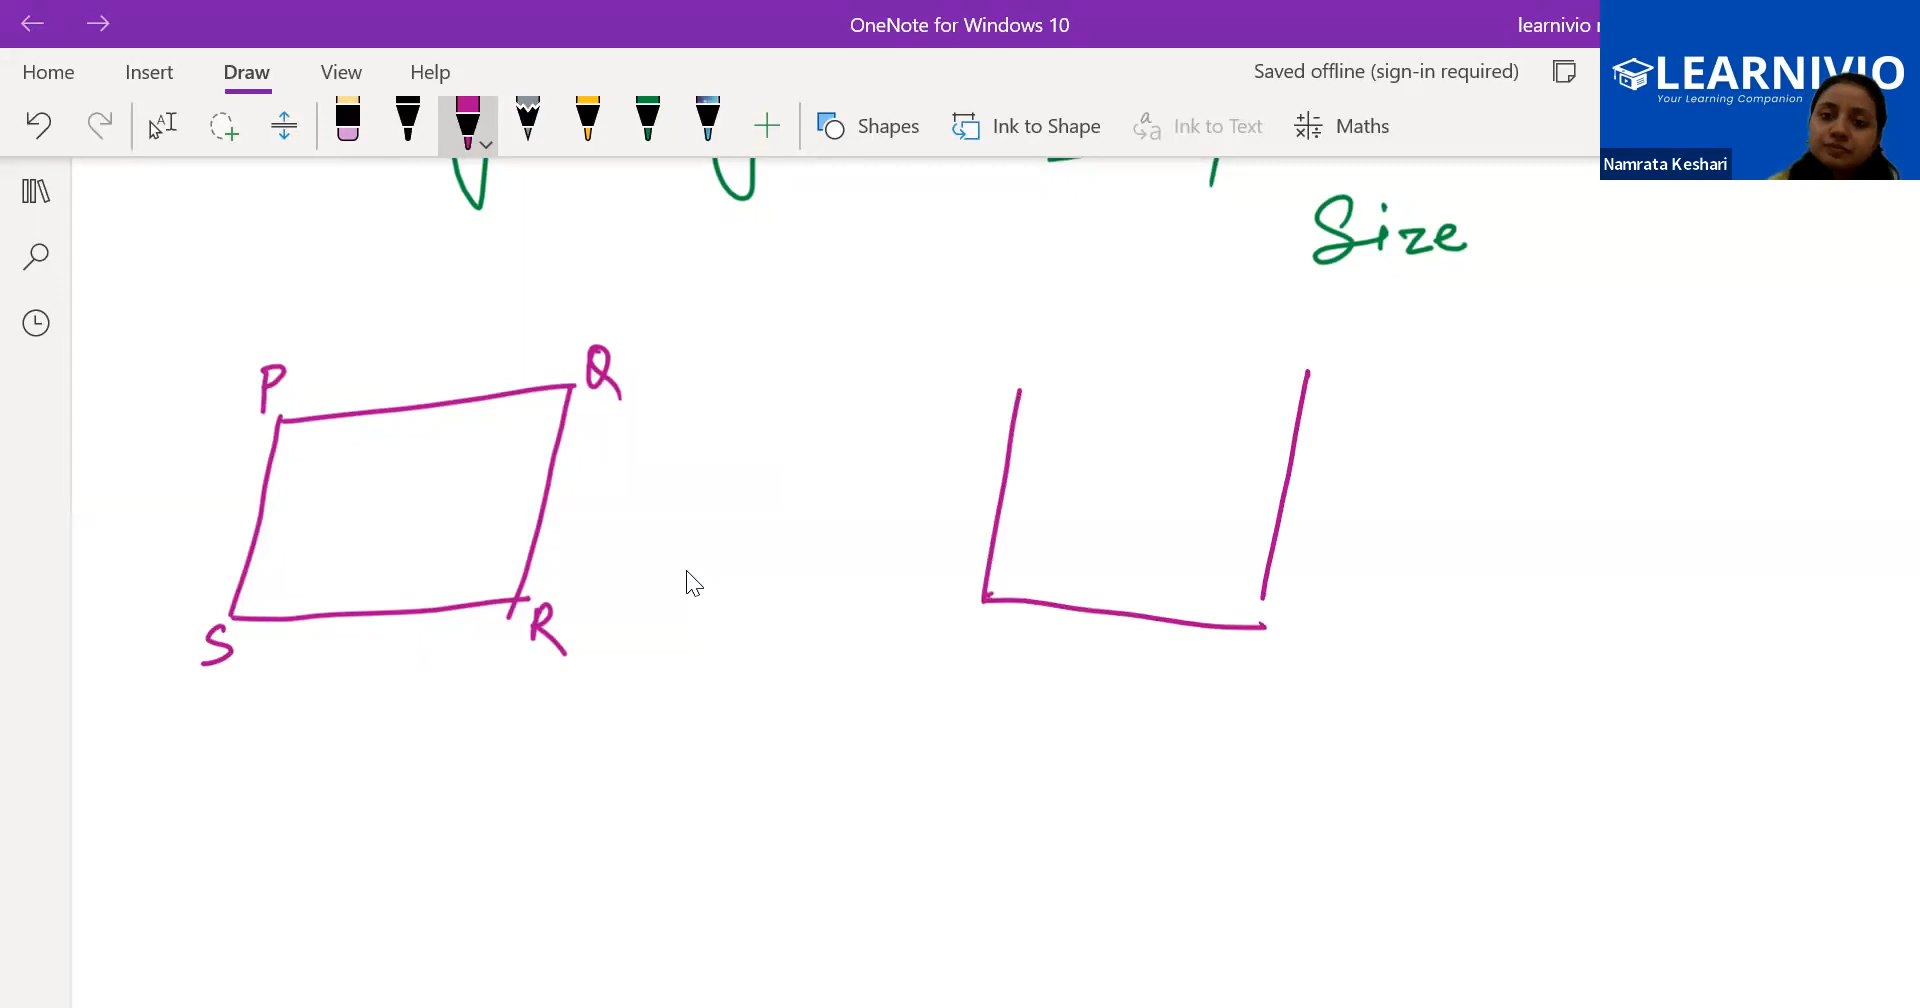 OneNote for Windows 10
learnivio
LEARNIVIO
Your Learning Companion
Namrata Keshari
Home Insert Draw View Help
Saved offline (sign-in required)
Shapes Ink to Shape Ink to Text Maths
Size
P Q
S R